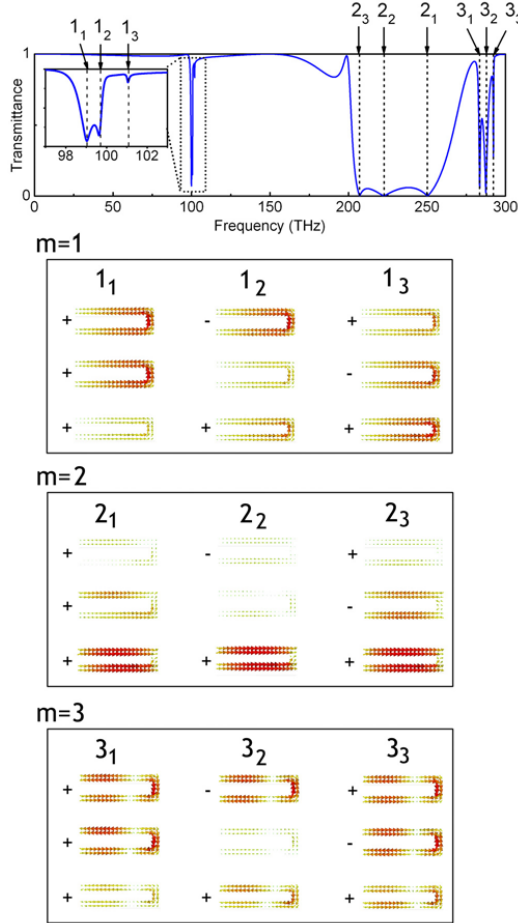 1₁ 1₂ 1₃ 2₃ 2₂ 2₁ 3₁ 3₂ 3₃
Transmittance
1
0
98 100 102
0 50 100 150 200 250 300
Frequency (THz)
m=1
1₁ 1₂ 1₃
+ - +
+ -
+ + +
m=2
2₁ 2₂ 2₃
+ - +
+ -
+ + +
m=3
3₁ 3₂ 3₃
+ - +
+ -
+ + +